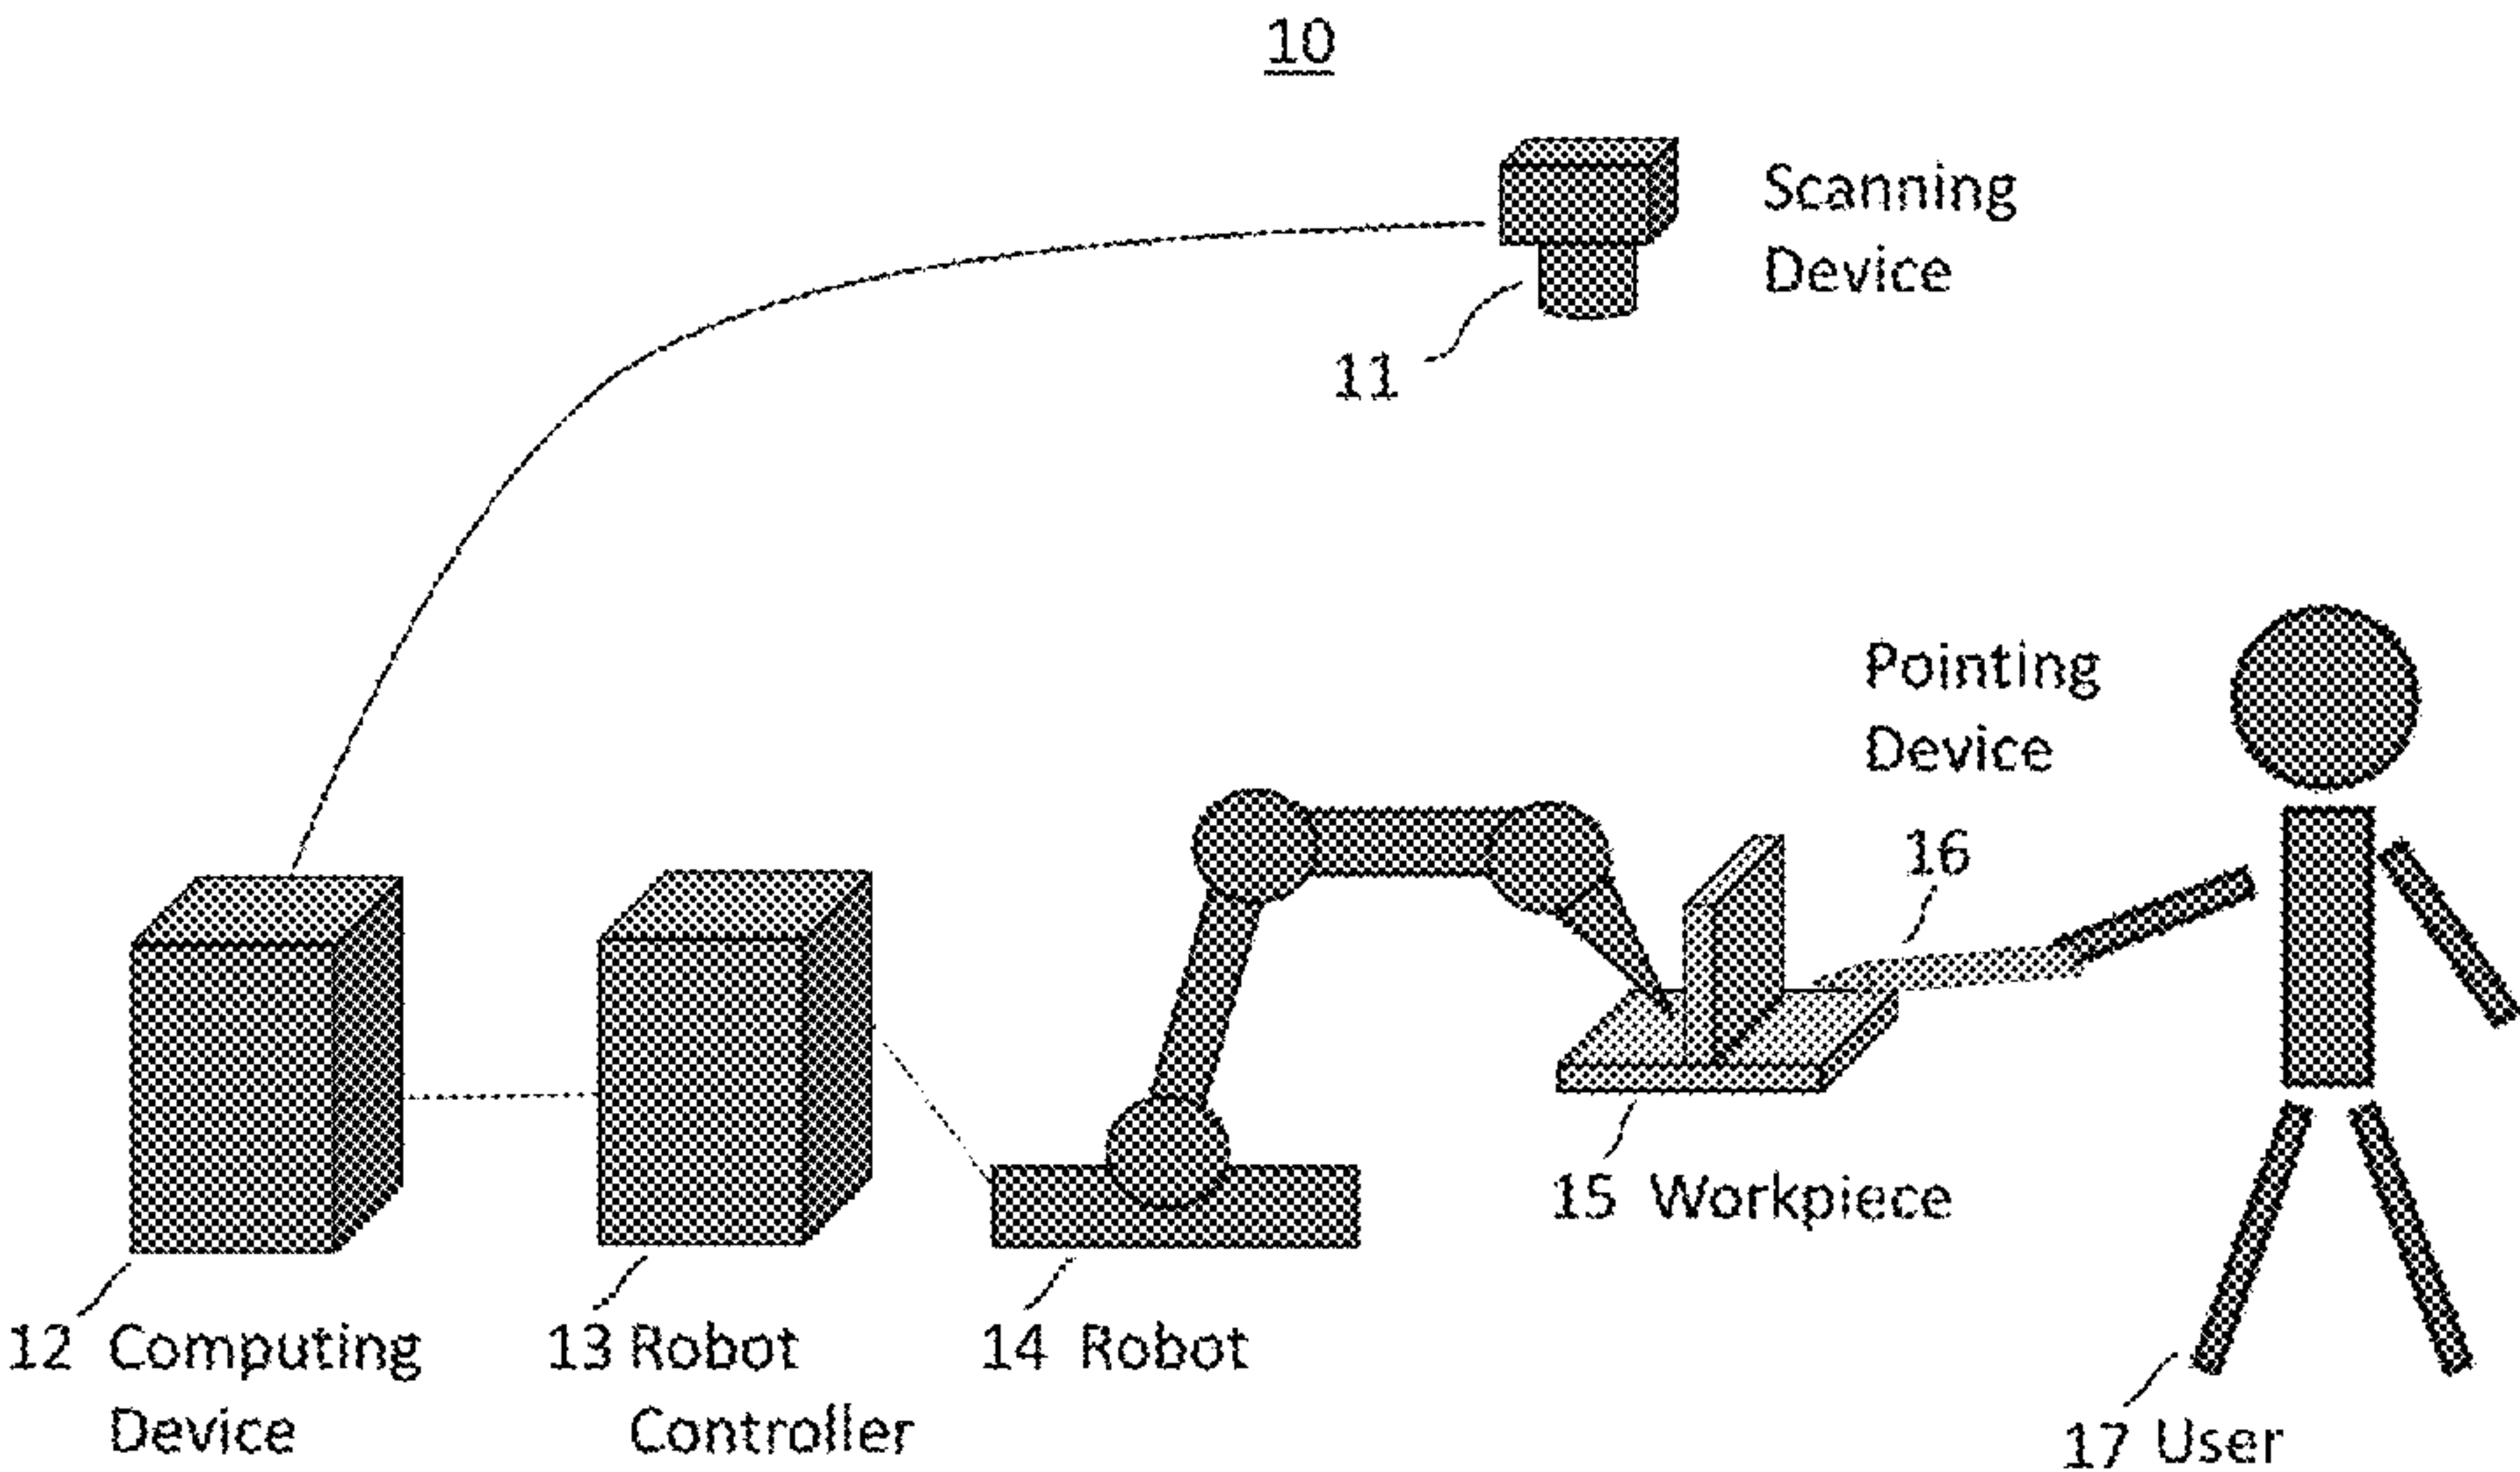 10
Scanning
Device
11
Pointing
Device
16
15 Workpiece
12 Computing
Device
13 Robot
Controller
14 Robot
17 User